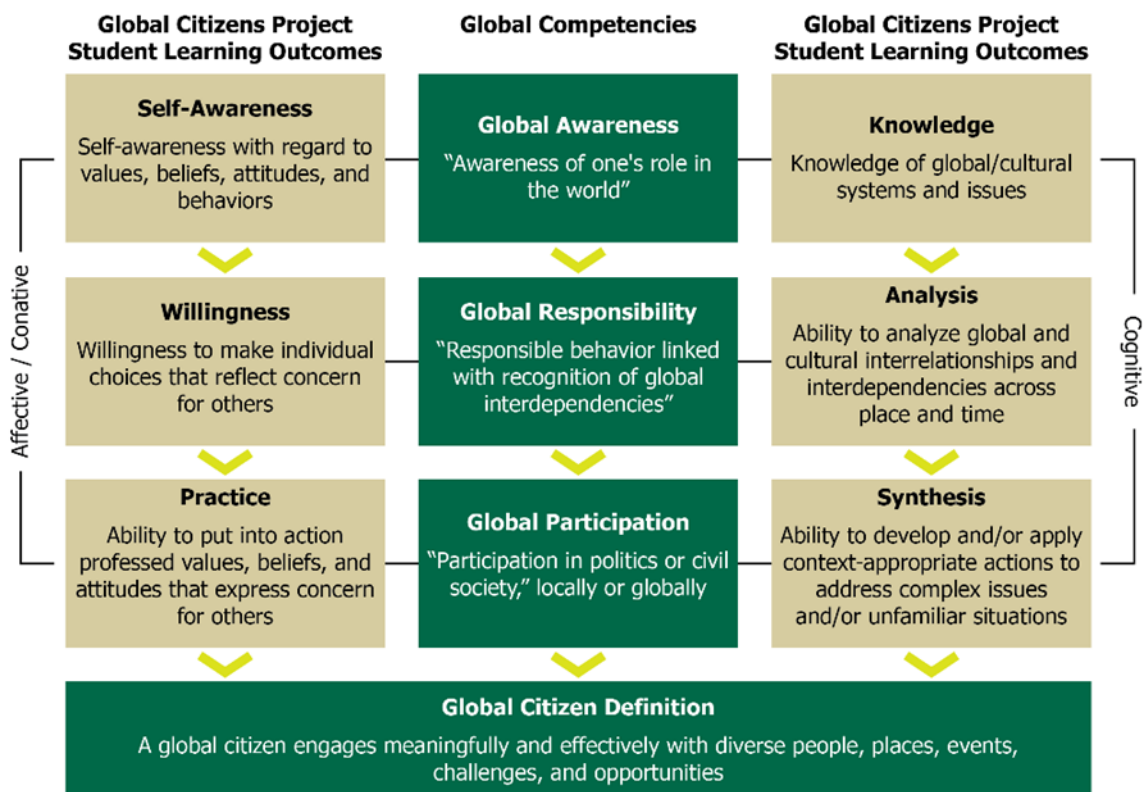 Global Citizens Project
Student Learning Outcomes
Global Competencies
Global Citizens Project
Student Learning Outcomes
Self-Awareness
Self-awareness with regard to
values, beliefs, attitudes, and
behaviors
Global Awareness
"Awareness of one's role in
the world”
Knowledge
Knowledge of global/cultural
systems and issues
Affective / Conative
Willingness
Willingness to make individual
choices that reflect concern
for others
Global Responsibility
“Responsible behavior linked
with recognition of global
interdependencies”
Analysis
Ability to analyze global and
cultural interrelationships and
interdependencies across
place and time
Cognitive
Practice
Ability to put into action
professed values, beliefs, and
attitudes that express concern
for others
Global Participation
“Participation in politics or civil
society,” locally or globally
Synthesis
Ability to develop and/or apply
context-appropriate actions to
address complex issues
and/or unfamiliar situations
Global Citizen Definition
A global citizen engages meaningfully and effectively with diverse people, places, events,
challenges, and opportunities